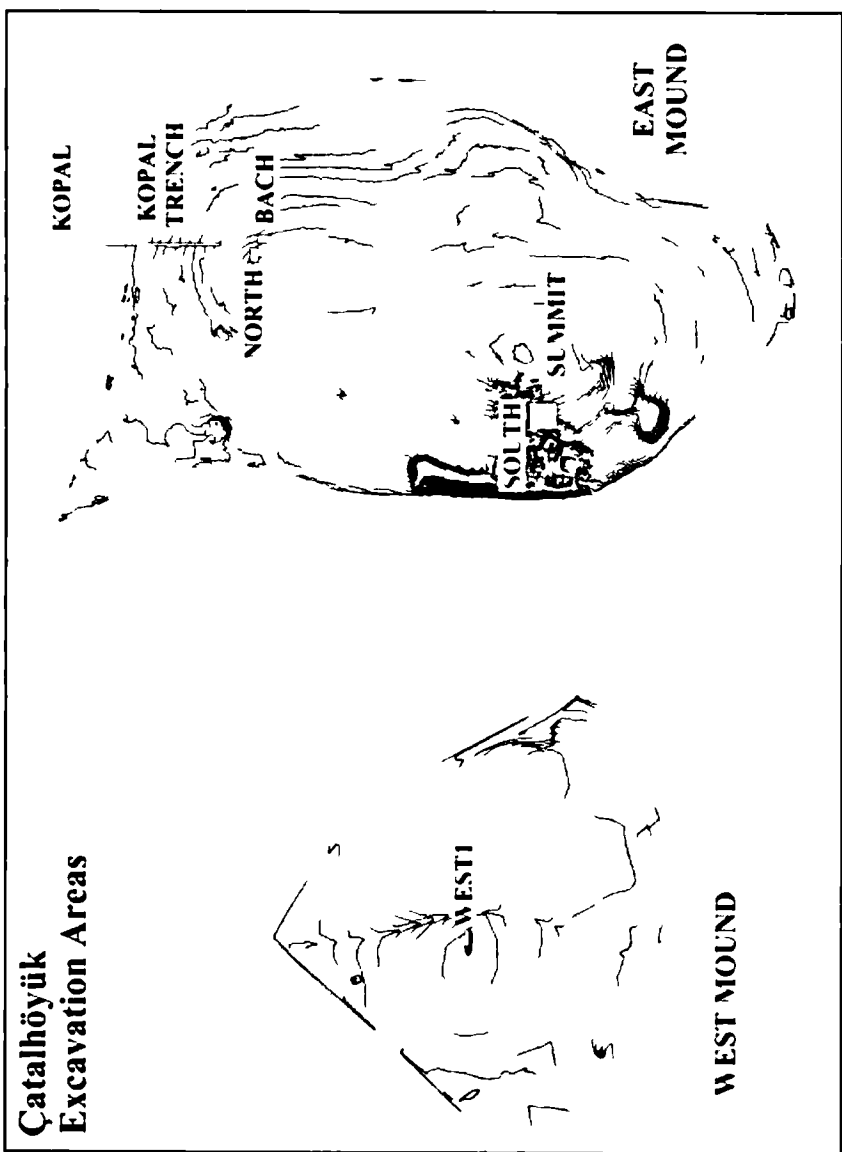 Çatalhöyük
Excavation Areas
KOPAL
KOPAL
TRENCH
NORTH
BACH
SOUTH
SUMMIT
EAST
MOUND
WEST1
WEST MOUND